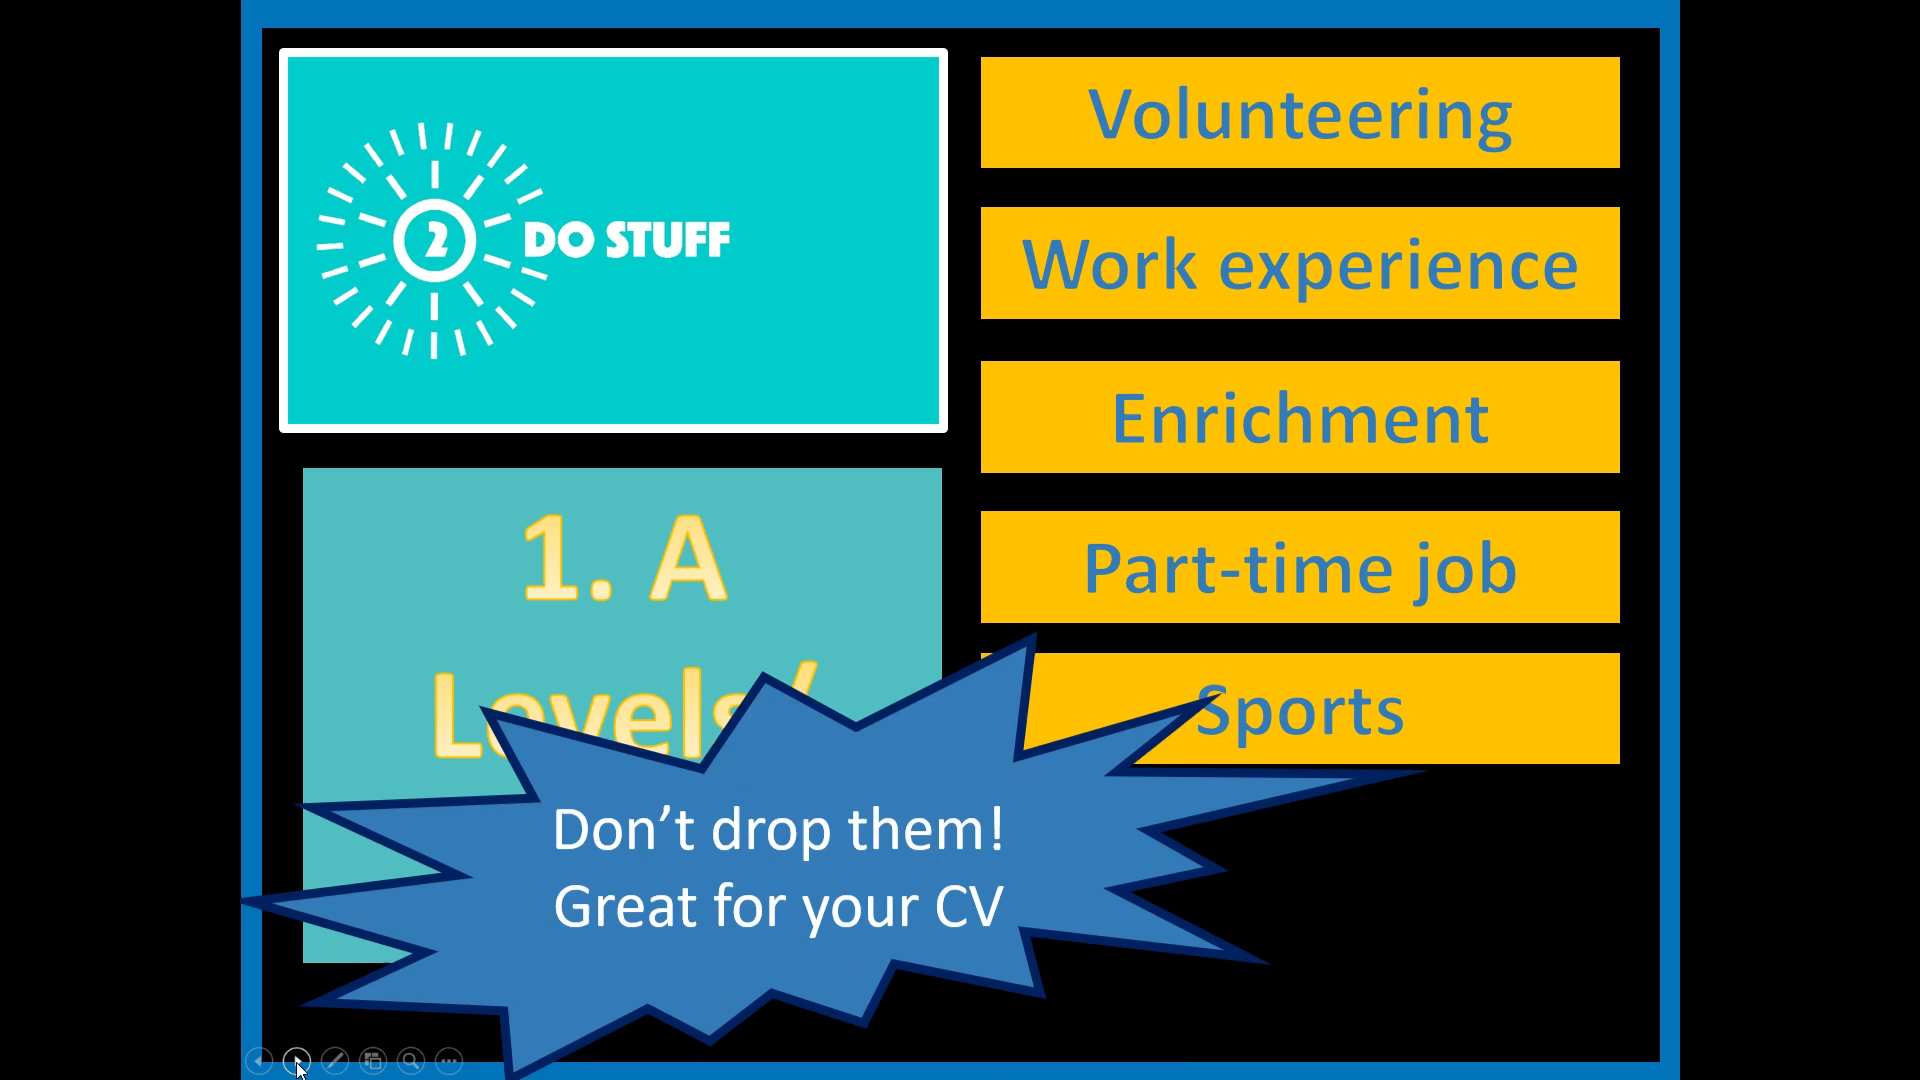 2 DO STUFF
1. A
Levels/
Don’t drop them!
Great for your CV
Volunteering
Work experience
Enrichment
Part-time job
Sports